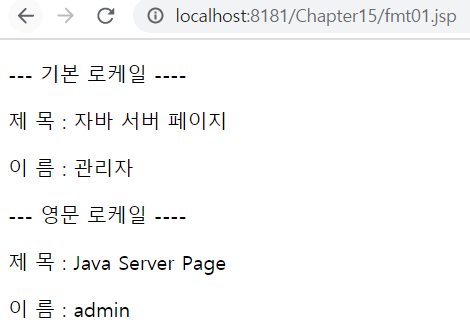 localhost:8181/Chapter15/fmt01.jsp
--- 기본 로케일 ----
제 목 : 자바 서버 페이지
이 름 : 관리자
--- 영문 로케일 ----
제 목 : Java Server Page
이 름 : admin